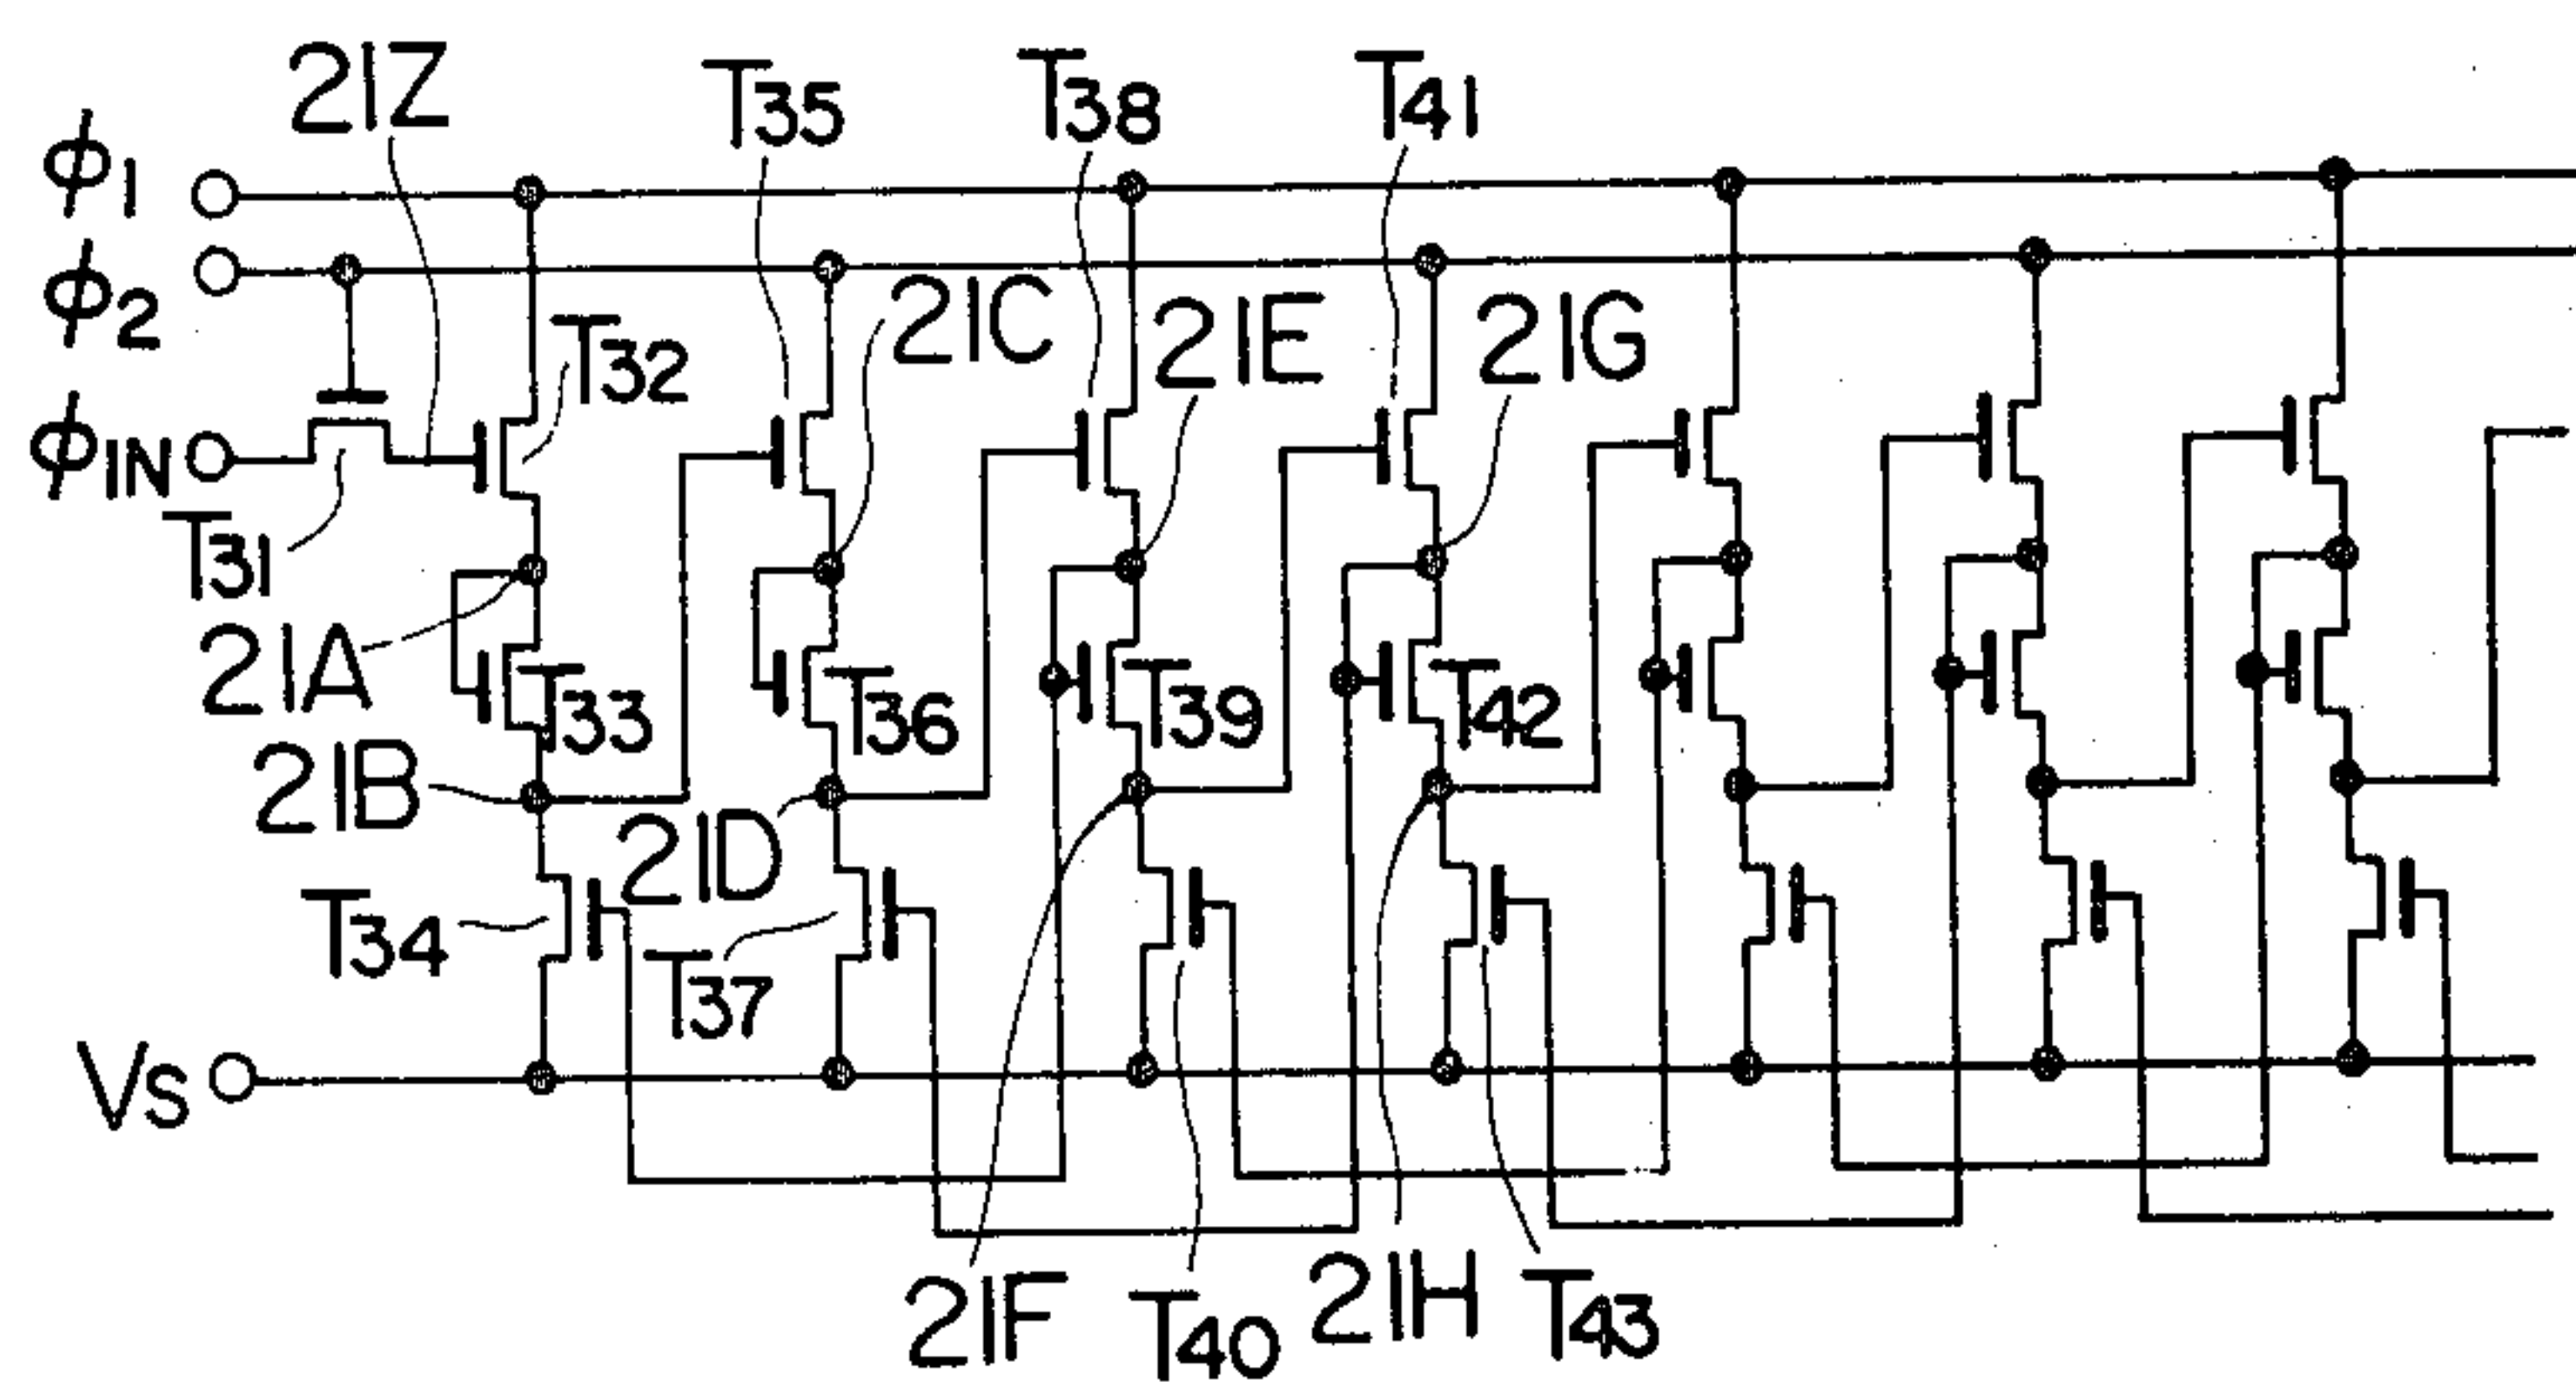 21Z
T35
T38
T41
ϕ1
ϕ2
21C
21E
21G
T32
ϕIN
T31
21A
T33
T36
T39
T42
21B
21D
T34
T37
VS
21F
T40
21H
T43